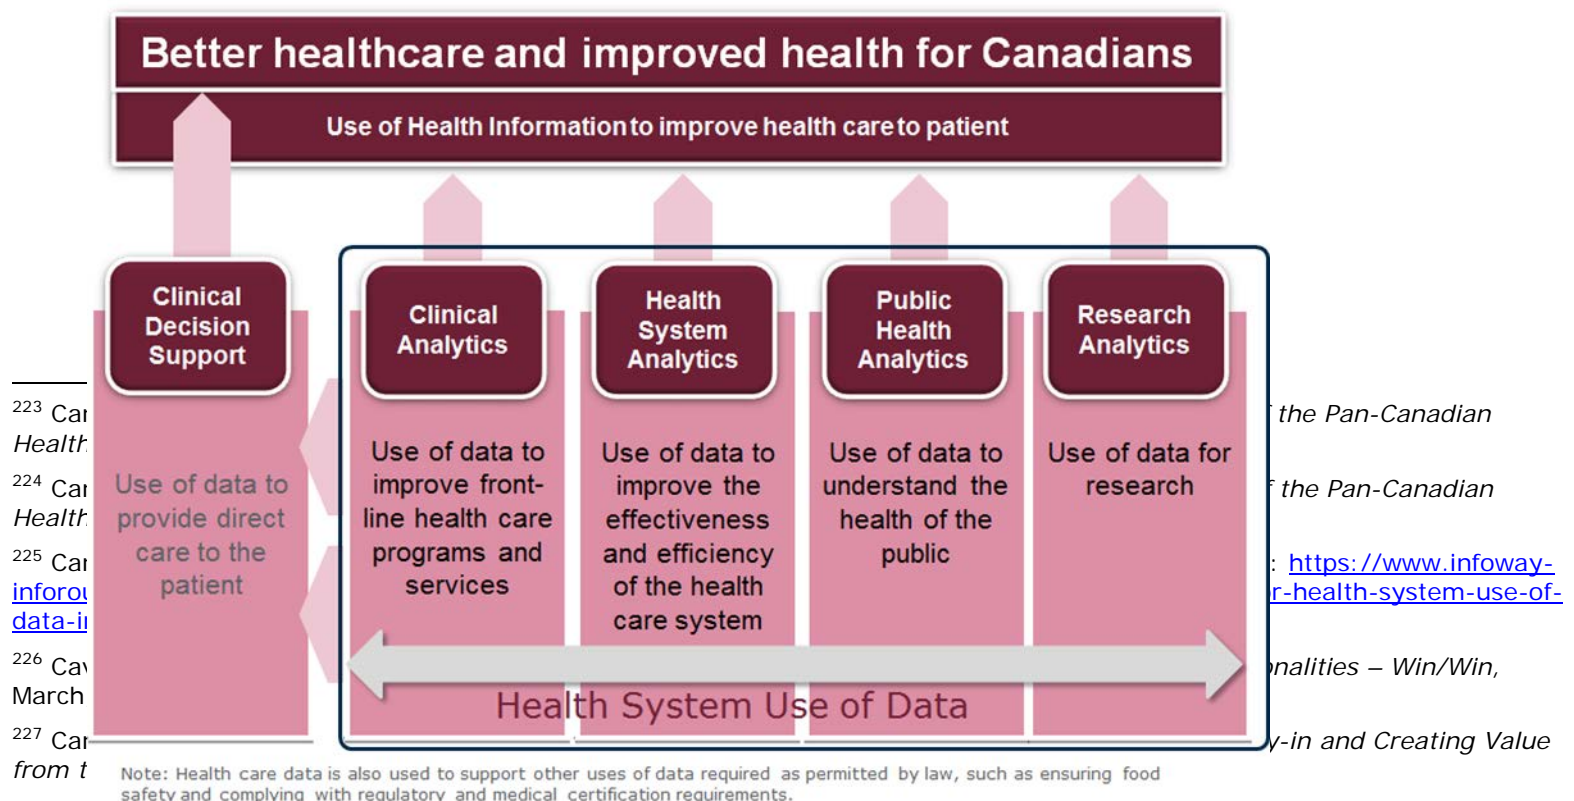 Better healthcare and improved health for Canadians
Use of Health Information to improve health care to patient
Clinical
Decision
Support
Use of data to
provide direct
care to the
patient
Clinical
Analytics
Use of data to
improve front-
line health care
programs and
services
Health
System
Analytics
Use of data to
improve the
effectiveness
and efficiency
of the health
care system
Public
Health
Analytics
Use of data to
understand the
health of the
public
Research
Analytics
Use of data for
research
Health System Use of Data
Note: Health care data is also used to support other uses of data required as permitted by law, such as ensuring food
safety and complying with regulatory and medical certification requirements.
223 the Pan-Canadian
Health
224 of the Pan-Canadian
Health
225 : https://www.infoway-
-health-system-use-of-
226 – Win/Win,
March
227 and Creating Value
from